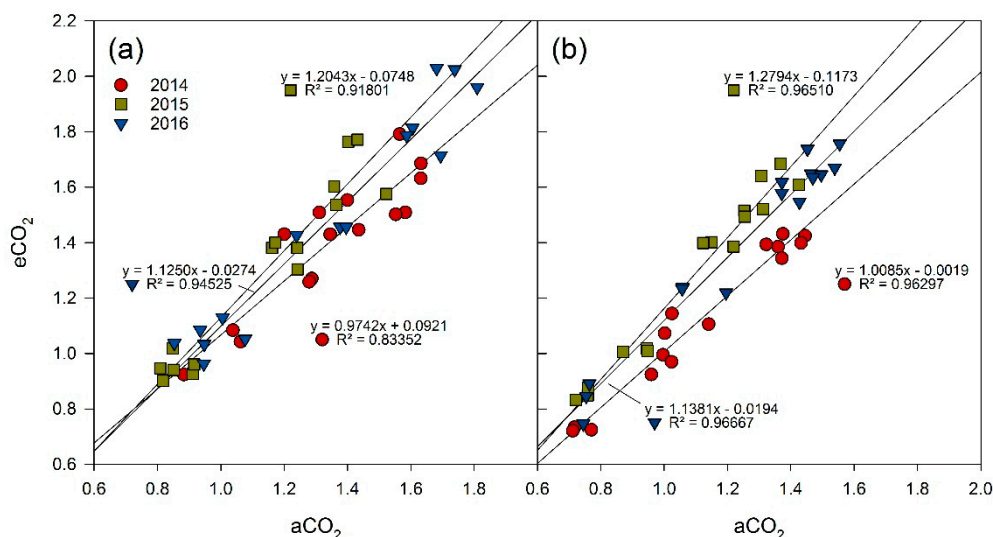 eCO₂
2.2
2.0
1.8
1.6
1.4
1.2
1.0
0.8
0.6
(a)
2014
2015
2016
y = 1.2043x - 0.0748
R² = 0.91801
y = 1.1250x - 0.0274
R² = 0.94525
y = 0.9742x + 0.0921
R² = 0.83352
0.6 0.8 1.0 1.2 1.4 1.6 1.8
aCO₂
(b)
y = 1.2794x - 0.1173
R² = 0.96510
y = 1.0085x - 0.0019
R² = 0.96297
y = 1.1381x - 0.0194
R² = 0.96667
0.6 0.8 1.0 1.2 1.4 1.6 1.8 2.0
aCO₂